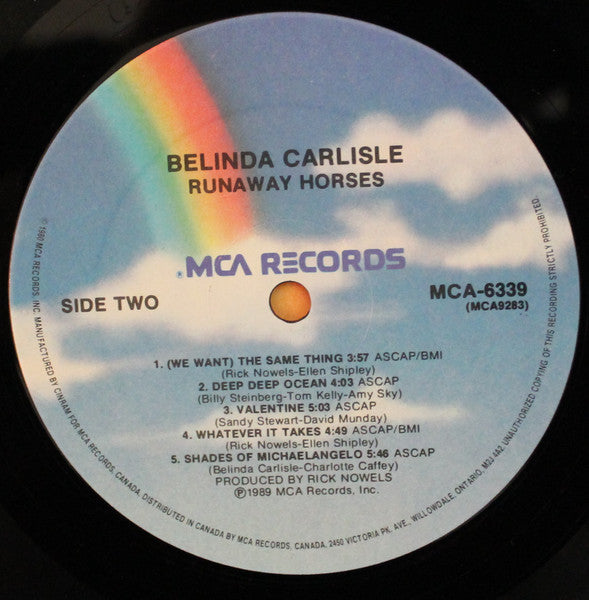 BELINDA CARLISLE
RUNAWAY HORSES
MCA RECORDS
SIDE TWO
MCA-6339
(MCA9283)
1. (WE WANT) THE SAME THING 3:57 ASCAP/BMI
(Rick Nowels-Ellen Shipley)
2. DEEP DEEP OCEAN 4:03 ASCAP
(Billy Steinberg-Tom Kelly-Amy Sky)
3. VALENTINE 5:03 ASCAP
(Sandy Stewart-David Munday)
4. WHATEVER IT TAKES 4:49 ASCAP/BMI
(Rick Nowels-Ellen Shipley)
5. SHADES OF MICHAELANGELO 5:46 ASCAP
(Belinda Carlisle-Charlotte Caffey)
PRODUCED BY RICK NOWELS
℗1989 MCA Records, Inc.
© 1980 MCA RECORDS, INC. MANUFACTURED BY CINRAM FOR MCA RECORDS, CANADA, DISTRIBUTED IN CANADA BY MCA RECORDS, CANADA, 2450 VICTORIA PK. AVE., WILLOWDALE, ONTARIO, M2J 4A2 UNAUTHORIZED COPYING OF THIS RECORDING STRICTLY PROHIBITED.